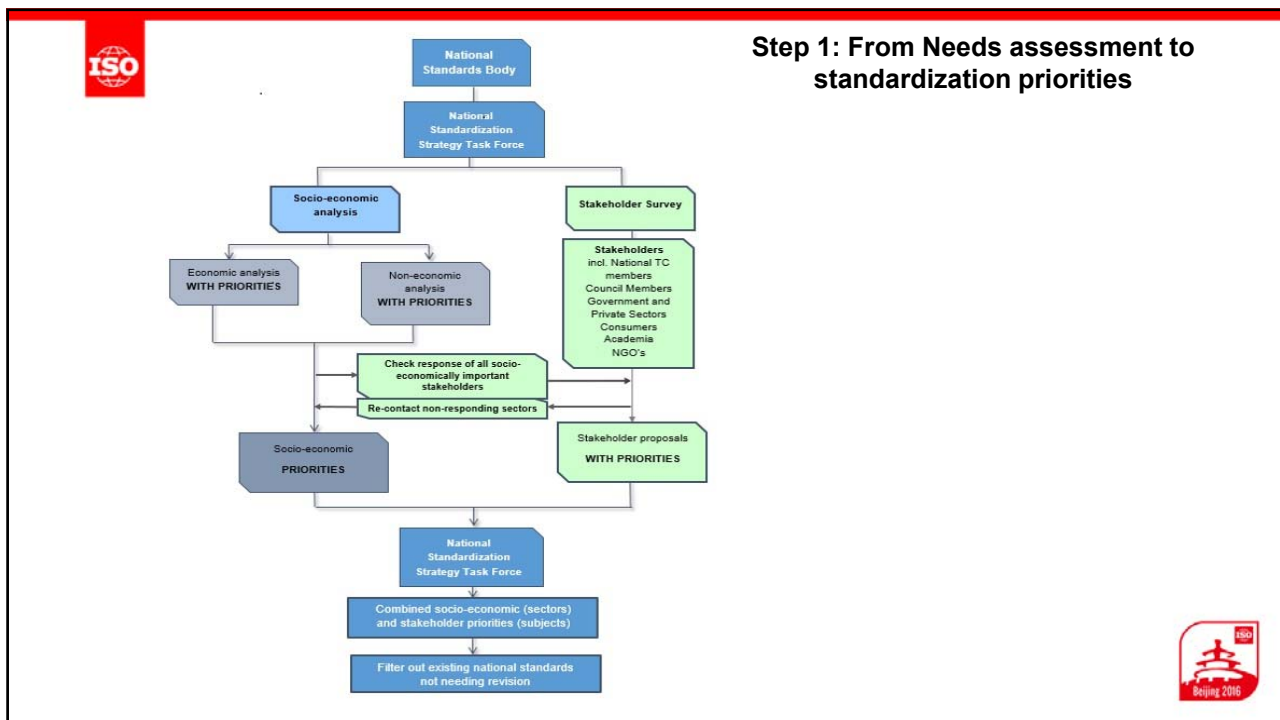 ISO
Step 1: From Needs assessment to
standardization priorities
National
Standards Body
National
Standardization
Strategy Task Force
Socio-economic
analysis
Stakeholder Survey
Economic analysis
WITH PRIORITIES
Non-economic
analysis
WITH PRIORITIES
Stakeholders
incl. National TC
members
Council Members
Government and
Private Sectors
Consumers
Academia
NGO's
Check response of all socio-
economically important
stakeholders
Re-contact non-responding sectors
Socio-economic
PRIORITIES
Stakeholder proposals
WITH PRIORITIES
National
Standardization
Strategy Task Force
Combined socio-economic (sectors)
and stakeholder priorities (subjects)
Filter out existing national standards
not needing revision
ISO
Beijing 2016